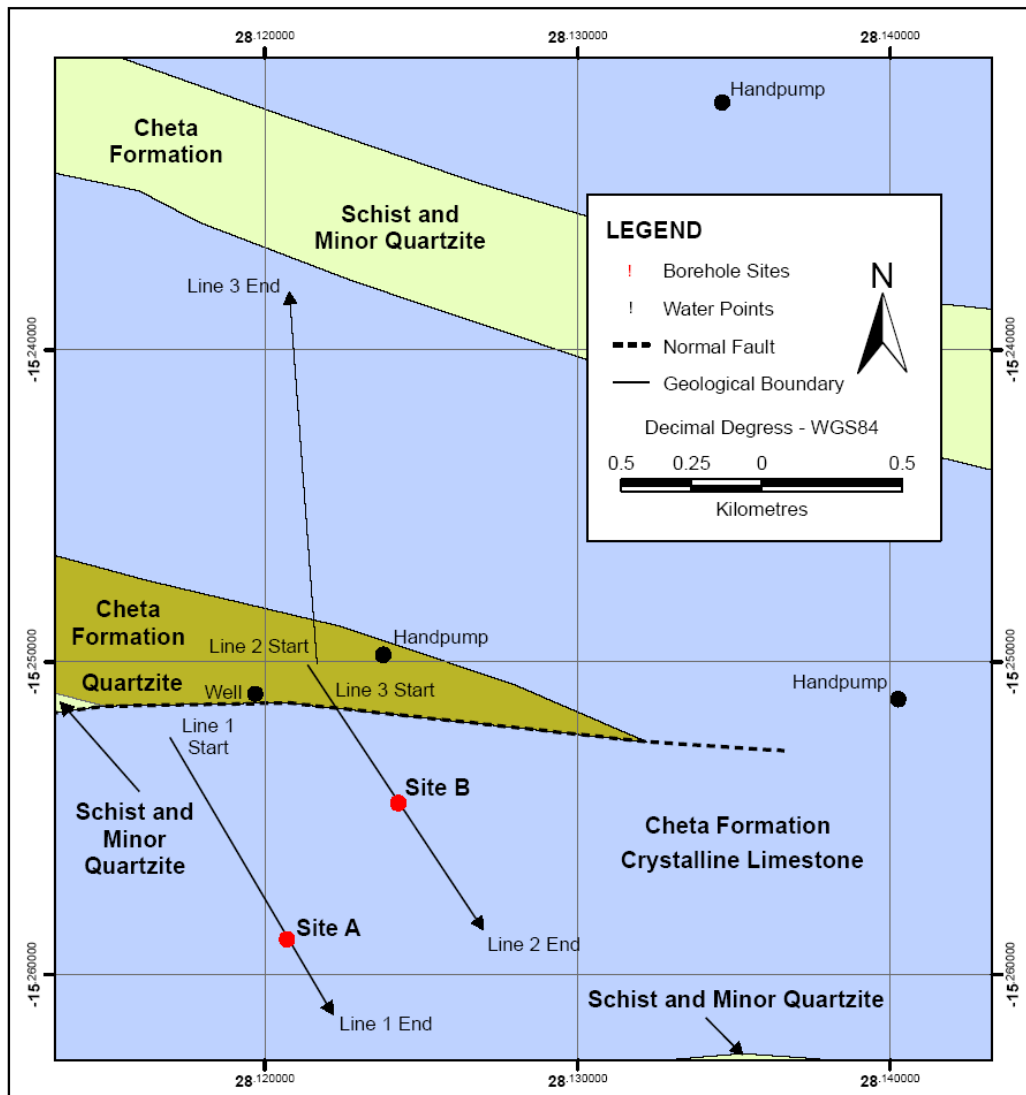 28.120000
28.130000
28.140000
Handpump
Cheta
Formation
Schist and
Minor Quartzite
LEGEND
! Borehole Sites
! Water Points
Normal Fault
Geological Boundary
Decimal Degress - WGS84
0.5 0.25 0 0.5
Kilometres
N
Line 3 End
-15.240000
-15.240000
Cheta
Formation
Quartzite
Line 2 Start
Handpump
Well
Line 3 Start
Handpump
-15.250000
-15.250000
Line 1
Start
Schist and
Minor
Quartzite
Site B
Cheta Formation
Crystalline Limestone
Site A
Line 2 End
Line 1 End
Schist and Minor Quartzite
-15.260000
-15.260000
28.120000
28.130000
28.140000